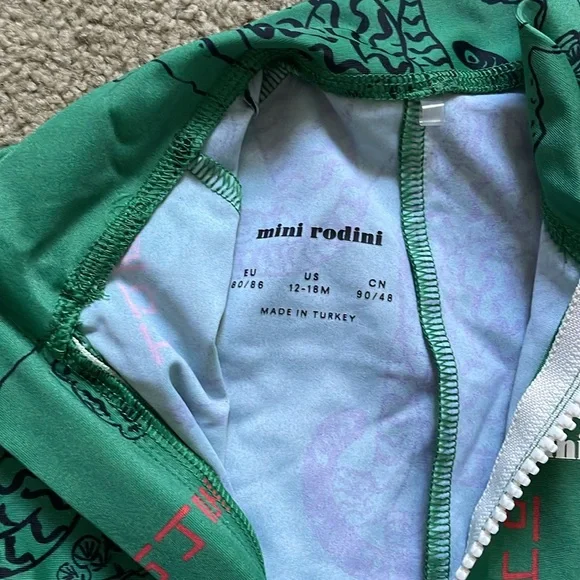 mini rodini
EU US CN
80/86 12-18M 90/48
MADE IN TURKEY